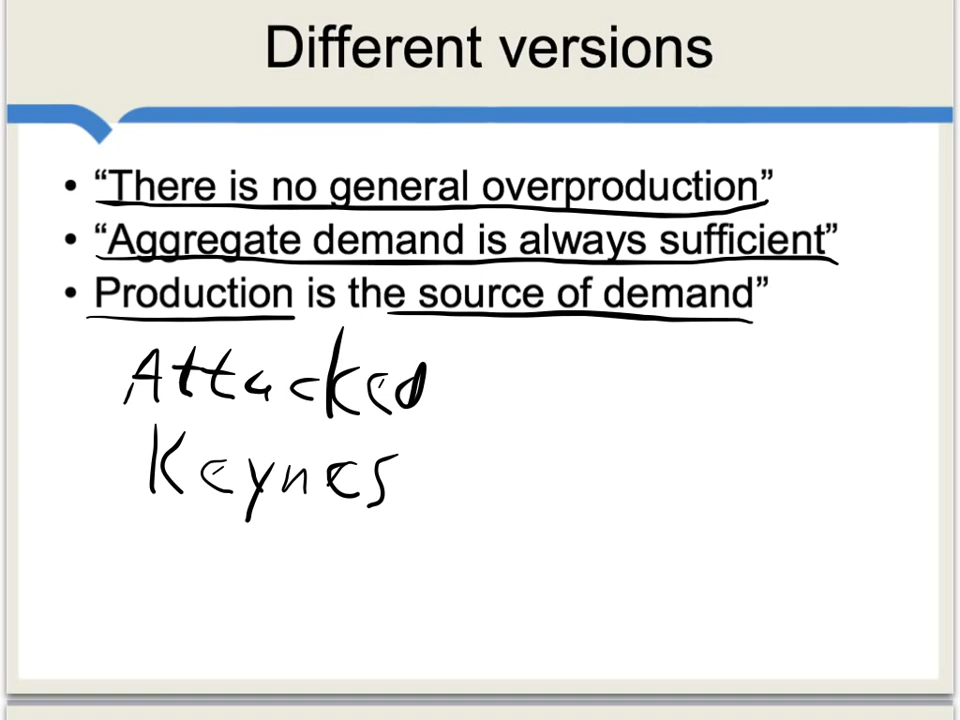 Different versions
• “There is no general overproduction”
• “Aggregate demand is always sufficient”
• Production is the source of demand”
Attacked
Keynes